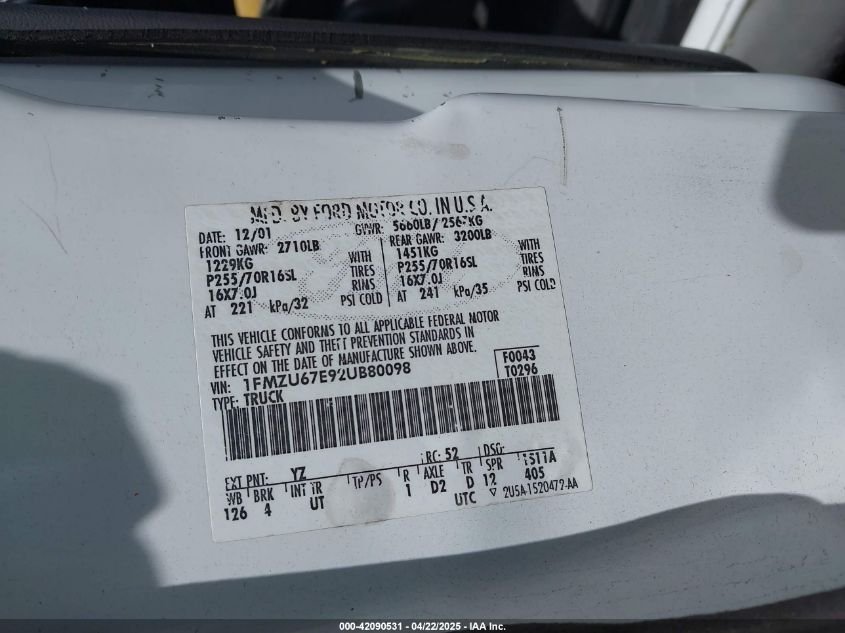 MFD. BY FORD MOTOR CO. IN U.S.A.
DATE: 12/01 GVWR: 5660LB/ 2567KG
FRONT GAWR: 2710LB REAR GAWR: 3200LB
1229KG WITH 1451KG WITH
P255/70R16SL TIRES P255/70R16SL TIRES
16X7.0J RIMS 16X7.0J RIMS
AT 221 kPa/32 PSI COLD AT 241 kPa/35 PSI COLD
THIS VEHICLE CONFORMS TO ALL APPLICABLE FEDERAL MOTOR
VEHICLE SAFETY AND THEFT PREVENTION STANDARDS IN
EFFECT ON THE DATE OF MANUFACTURE SHOWN ABOVE.
VIN: 1FMZU67E92UB80098 F0043
TYPE: TRUCK T0296
EXT PNT: YZ RC: 52 DSO:
WB BRK INT TR TP/PS R AXLE TR SPR 1511A
126 4 UT 1 D2 D 12 405
UTC ▽ 2U5A-1520472-AA
000-42090531 - 04/22/2025 - IAA Inc.